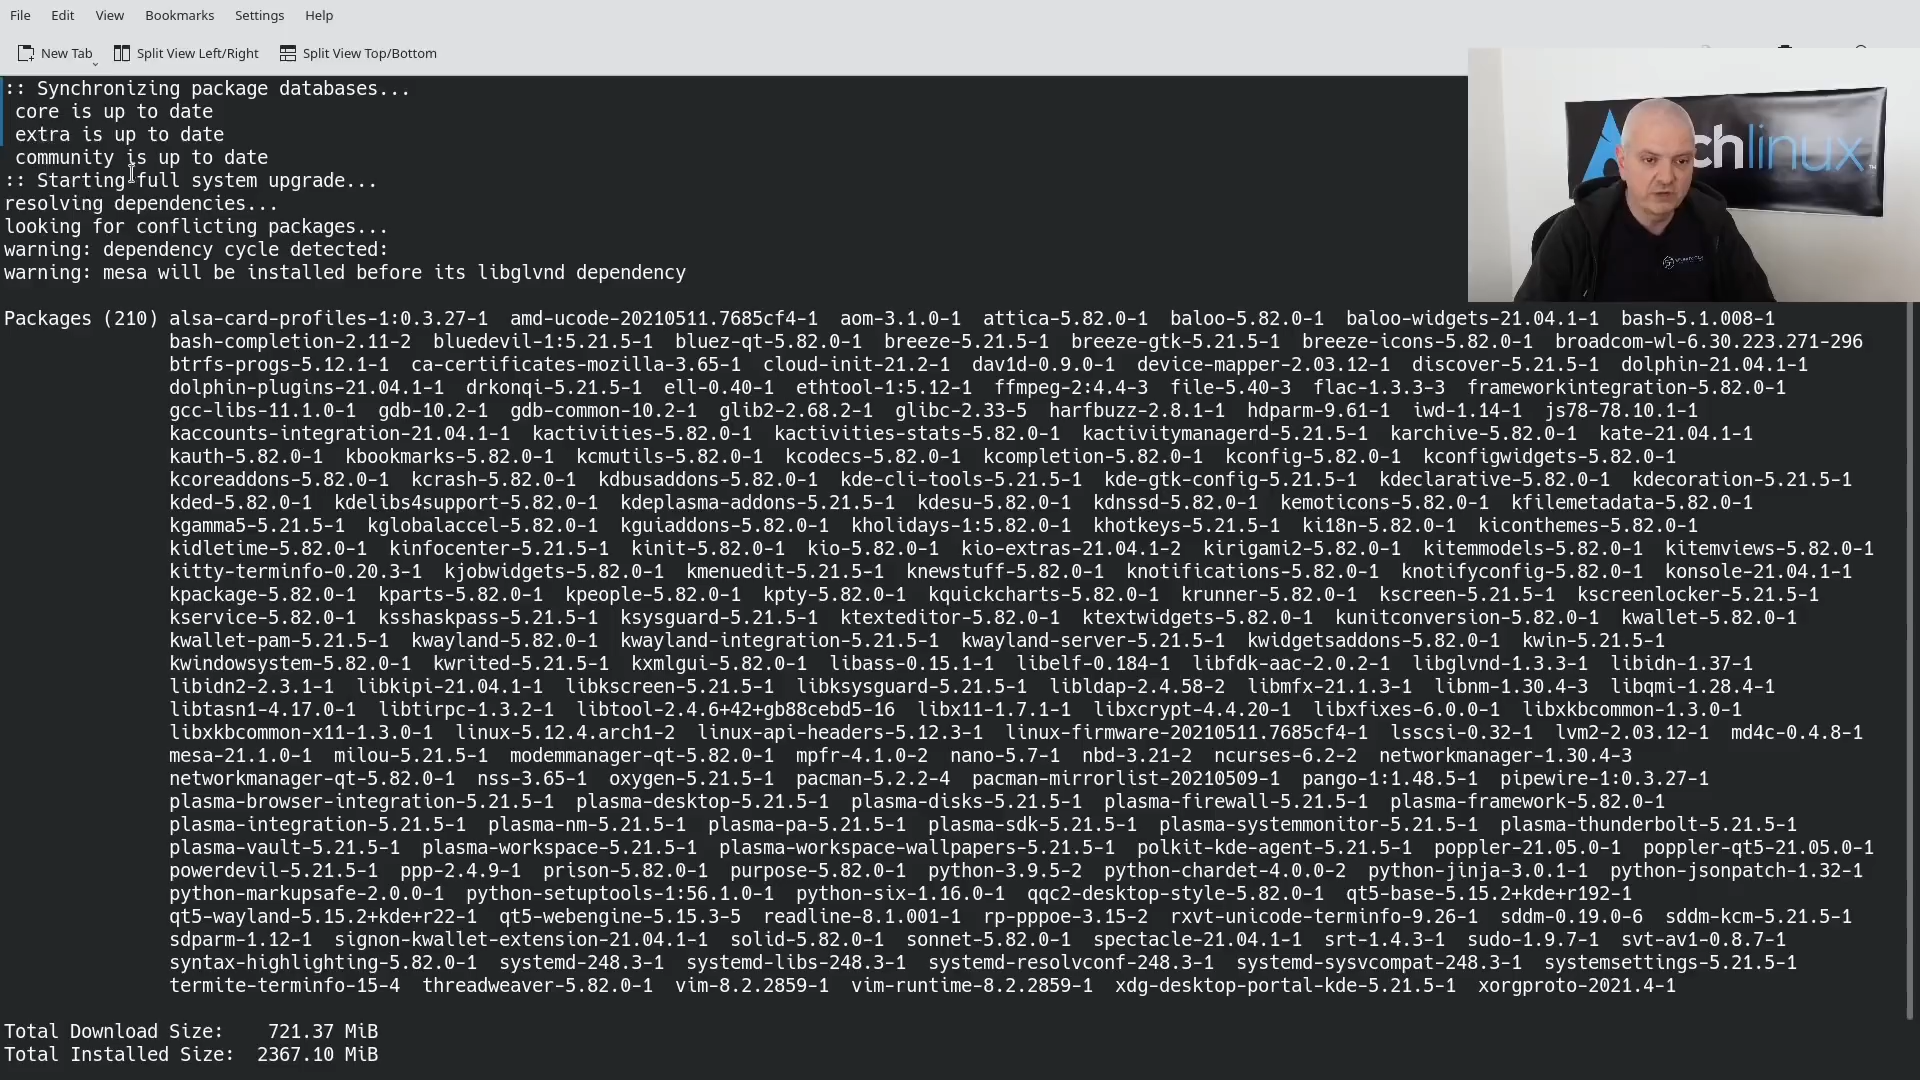 File Edit View Bookmarks Settings Help
New Tab Split View Left/Right Split View Top/Bottom
:: Synchronizing package databases...
core is up to date
extra is up to date
community is up to date
:: Starting full system upgrade...
resolving dependencies...
looking for conflicting packages...
warning: dependency cycle detected:
warning: mesa will be installed before its libglvnd dependency
ch linux
Packages (210) alsa-card-profiles-1:0.3.27-1 amd-ucode-20210511.7685cf4-1 aom-3.1.0-1 attica-5.82.0-1 baloo-5.82.0-1 baloo-widgets-21.04.1-1 bash-5.1.008-1
bash-completion-2.11-2 bluedevil-1:5.21.5-1 bluez-qt-5.82.0-1 breeze-5.21.5-1 breeze-gtk-5.21.5-1 breeze-icons-5.82.0-1 broadcom-wl-6.30.223.271-296
btrfs-progs-5.12.1-1 ca-certificates-mozilla-3.65-1 cloud-init-21.2-1 dav1d-0.9.0-1 device-mapper-2.03.12-1 discover-5.21.5-1 dolphin-21.04.1-1
dolphin-plugins-21.04.1-1 drkonqi-5.21.5-1 ell-0.40-1 ethtool-1:5.12-1 ffmpeg-2:4.4-3 file-5.40-3 flac-1.3.3-3 frameworkintegration-5.82.0-1
gcc-libs-11.1.0-1 gdb-10.2-1 gdb-common-10.2-1 glib2-2.68.2-1 glibc-2.33-5 harfbuzz-2.8.1-1 hdparm-9.61-1 iwd-1.14-1 js78-78.10.1-1
kaccounts-integration-21.04.1-1 kactivities-5.82.0-1 kactivities-stats-5.82.0-1 kactivitymanagerd-5.21.5-1 karchive-5.82.0-1 kate-21.04.1-1
kauth-5.82.0-1 kbookmarks-5.82.0-1 kcmutils-5.82.0-1 kcodecs-5.82.0-1 kcompletion-5.82.0-1 kconfig-5.82.0-1 kconfigwidgets-5.82.0-1
kcoreaddons-5.82.0-1 kcrash-5.82.0-1 kdbusaddons-5.82.0-1 kde-cli-tools-5.21.5-1 kde-gtk-config-5.21.5-1 kdeclarative-5.82.0-1 kdecoration-5.21.5-1
kded-5.82.0-1 kdelibs4support-5.82.0-1 kdeplasma-addons-5.21.5-1 kdesu-5.82.0-1 kdnssd-5.82.0-1 kemoticons-5.82.0-1 kfilemetadata-5.82.0-1
kgamma5-5.21.5-1 kglobalaccel-5.82.0-1 kguiaddons-5.82.0-1 kholidays-1:5.82.0-1 khotkeys-5.21.5-1 ki18n-5.82.0-1 kiconthemes-5.82.0-1
kidletime-5.82.0-1 kinfocenter-5.21.5-1 kinit-5.82.0-1 kio-5.82.0-1 kio-extras-21.04.1-2 kirigami2-5.82.0-1 kitemmodels-5.82.0-1 kitemviews-5.82.0-1
kitty-terminfo-0.20.3-1 kjobwidgets-5.82.0-1 kmenuedit-5.21.5-1 knewstuff-5.82.0-1 knotifications-5.82.0-1 knotifyconfig-5.82.0-1 konsole-21.04.1-1
kpackage-5.82.0-1 kparts-5.82.0-1 kpeople-5.82.0-1 kpty-5.82.0-1 kquickcharts-5.82.0-1 krunner-5.82.0-1 kscreen-5.21.5-1 kscreenlocker-5.21.5-1
kservice-5.82.0-1 ksshaskpass-5.21.5-1 ksysguard-5.21.5-1 ktexteditor-5.82.0-1 ktextwidgets-5.82.0-1 kunitconversion-5.82.0-1 kwallet-5.82.0-1
kwallet-pam-5.21.5-1 kwayland-5.82.0-1 kwayland-integration-5.21.5-1 kwayland-server-5.21.5-1 kwidgetsaddons-5.82.0-1 kwin-5.21.5-1
kwindowsystem-5.82.0-1 kwrited-5.21.5-1 kxmlgui-5.82.0-1 libass-0.15.1-1 libelf-0.184-1 libfdk-aac-2.0.2-1 libglvnd-1.3.3-1 libidn-1.37-1
libidn2-2.3.1-1 libkipi-21.04.1-1 libkscreen-5.21.5-1 libksysguard-5.21.5-1 libldap-2.4.58-2 libmfx-21.1.3-1 libnm-1.30.4-3 libqmi-1.28.4-1
libtasn1-4.17.0-1 libtirpc-1.3.2-1 libtool-2.4.6+42+gb88cebd5-16 libx11-1.7.1-1 libxcrypt-4.4.20-1 libxfixes-6.0.0-1 libxkbcommon-1.3.0-1
libxkbcommon-x11-1.3.0-1 linux-5.12.4.arch1-2 linux-api-headers-5.12.3-1 linux-firmware-20210511.7685cf4-1 lsscsi-0.32-1 lvm2-2.03.12-1 md4c-0.4.8-1
mesa-21.1.0-1 milou-5.21.5-1 modemmanager-qt-5.82.0-1 mpfr-4.1.0-2 nano-5.7-1 nbd-3.21-2 ncurses-6.2-2 networkmanager-1.30.4-3
networkmanager-qt-5.82.0-1 nss-3.65-1 oxygen-5.21.5-1 pacman-5.2.2-4 pacman-mirrorlist-20210509-1 pango-1:1.48.5-1 pipewire-1:0.3.27-1
plasma-browser-integration-5.21.5-1 plasma-desktop-5.21.5-1 plasma-disks-5.21.5-1 plasma-firewall-5.21.5-1 plasma-framework-5.82.0-1
plasma-integration-5.21.5-1 plasma-nm-5.21.5-1 plasma-pa-5.21.5-1 plasma-sdk-5.21.5-1 plasma-systemmonitor-5.21.5-1 plasma-thunderbolt-5.21.5-1
plasma-vault-5.21.5-1 plasma-workspace-5.21.5-1 plasma-workspace-wallpapers-5.21.5-1 polkit-kde-agent-5.21.5-1 poppler-21.05.0-1 poppler-qt5-21.05.0-1
powerdevil-5.21.5-1 ppp-2.4.9-1 prison-5.82.0-1 purpose-5.82.0-1 python-3.9.5-2 python-chardet-4.0.0-2 python-jinja-3.0.1-1 python-jsonpatch-1.32-1
python-markupsafe-2.0.0-1 python-setuptools-1:56.1.0-1 python-six-1.16.0-1 qqc2-desktop-style-5.82.0-1 qt5-base-5.15.2+kde+r192-1
qt5-wayland-5.15.2+kde+r22-1 qt5-webengine-5.15.3-5 readline-8.1.001-1 rp-pppoe-3.15-2 rxvt-unicode-terminfo-9.26-1 sddm-0.19.0-6 sddm-kcm-5.21.5-1
sdparm-1.12-1 signon-kwallet-extension-21.04.1-1 solid-5.82.0-1 sonnet-5.82.0-1 spectacle-21.04.1-1 srt-1.4.3-1 sudo-1.9.7-1 svt-av1-0.8.7-1
syntax-highlighting-5.82.0-1 systemd-248.3-1 systemd-libs-248.3-1 systemd-resolvconf-248.3-1 systemd-sysvcompat-248.3-1 systemsettings-5.21.5-1
termite-terminfo-15-4 threadweaver-5.82.0-1 vim-8.2.2859-1 vim-runtime-8.2.2859-1 xdg-desktop-portal-kde-5.21.5-1 xorgproto-2021.4-1
Total Download Size: 721.37 MiB
Total Installed Size: 2367.10 MiB